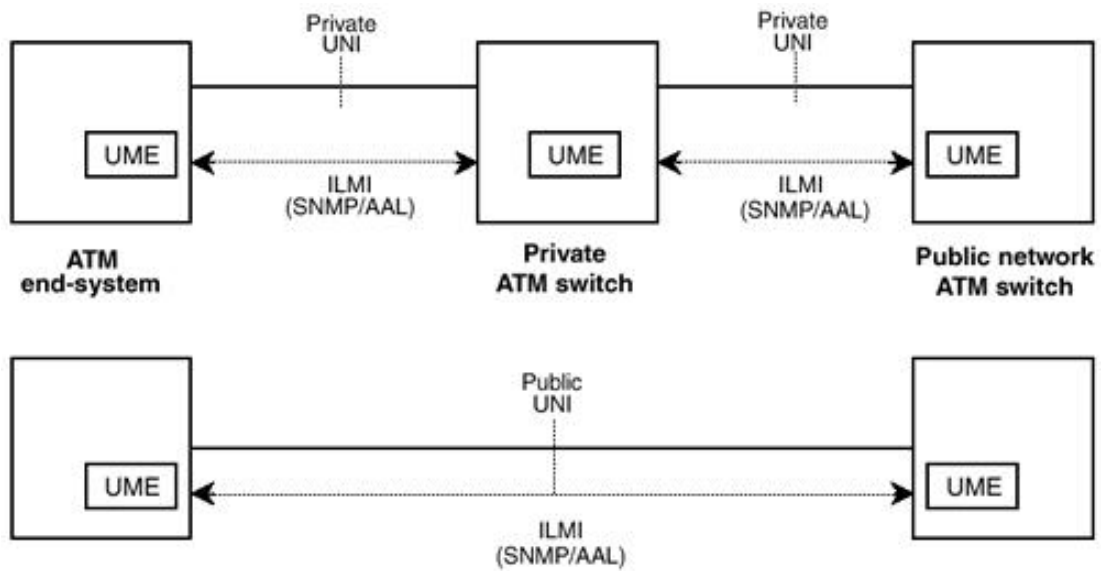 Private
UNI
Private
UNI
UME
UME
UME
ILMI
(SNMP/AAL)
ILMI
(SNMP/AAL)
ATM
end-system
Private
ATM switch
Public network
ATM switch
Public
UNI
UME
UME
ILMI
(SNMP/AAL)